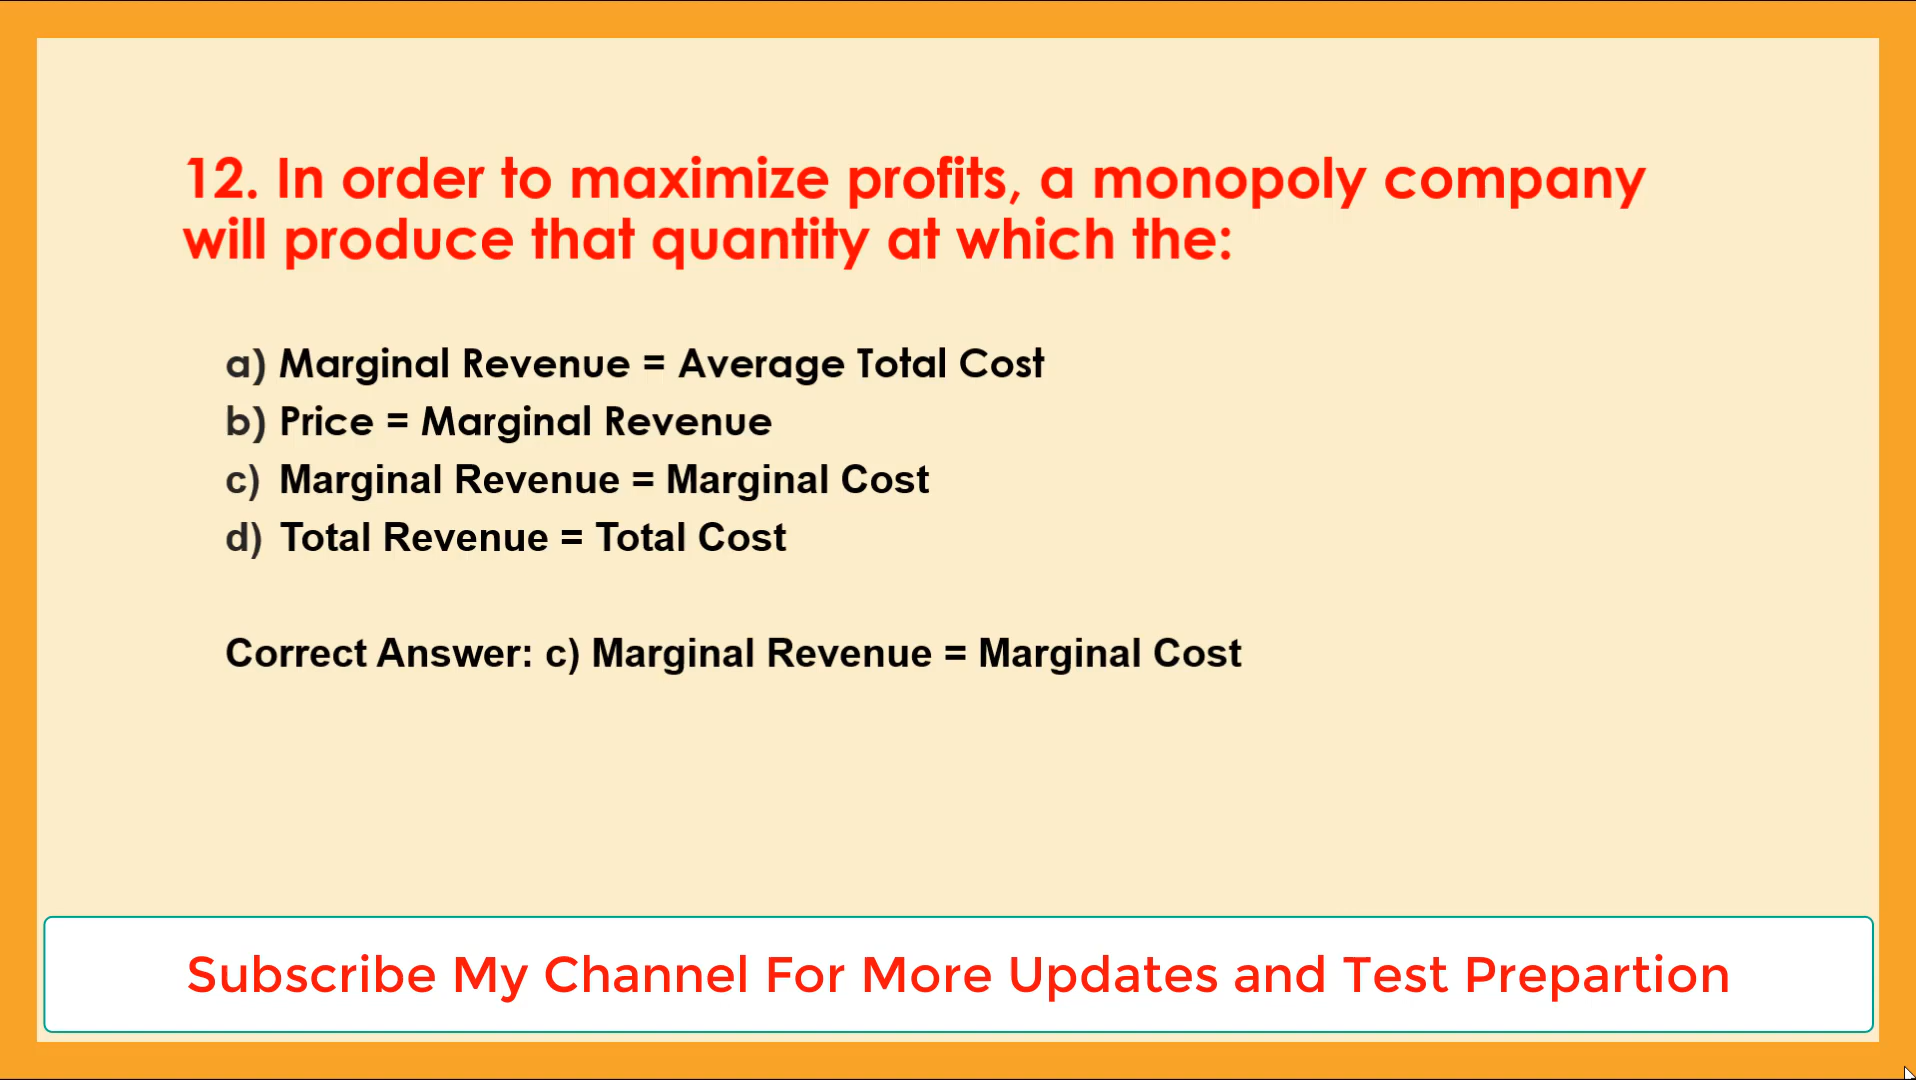 12. In order to maximize profits, a monopoly company
will produce that quantity at which the:
a) Marginal Revenue = Average Total Cost
b) Price = Marginal Revenue
c) Marginal Revenue = Marginal Cost
d) Total Revenue = Total Cost
Correct Answer: c) Marginal Revenue = Marginal Cost
Subscribe My Channel For More Updates and Test Prepartion